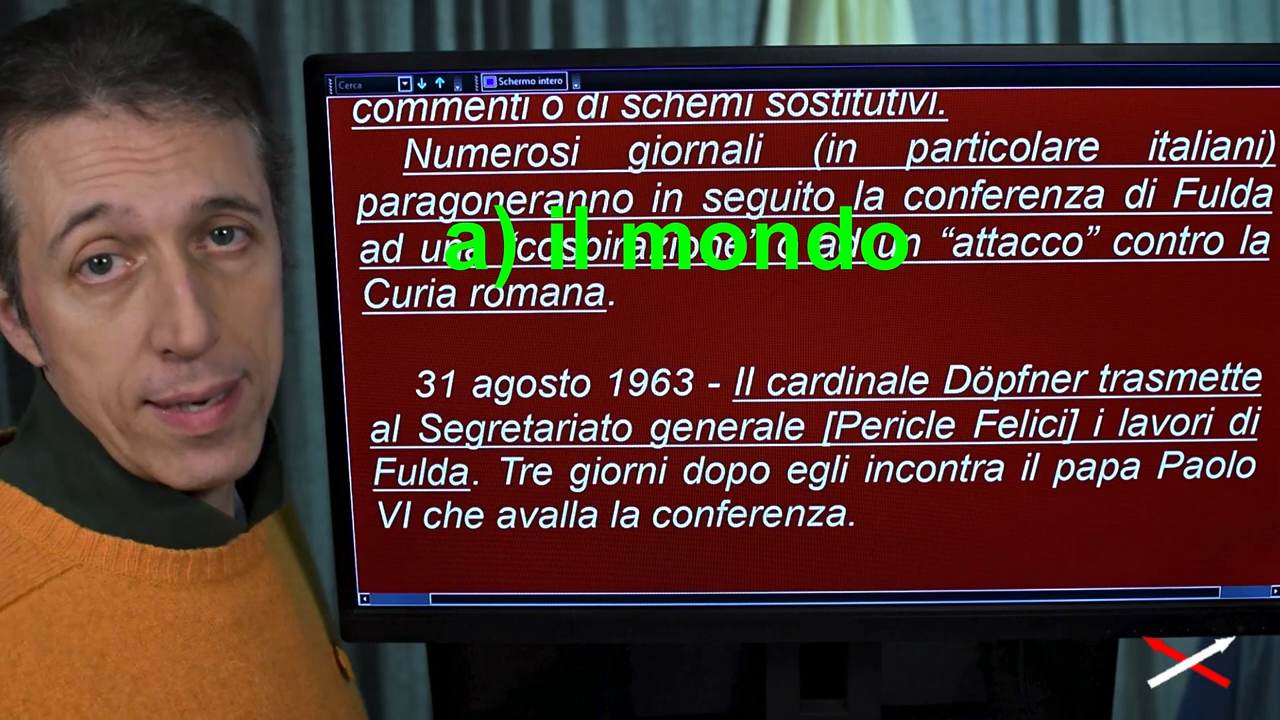 Cerca
Schermo intero
commenti o di schemi sostitutivi.
Numerosi giornali (in particolare italiani)
paragoneranno in seguito la conferenza di Fulda
ad una “cospirazione” o ad un “attacco” contro la
Curia romana.
a) il mondo
31 agosto 1963 - Il cardinale Döpfner trasmette
al Segretariato generale [Pericle Felici] i lavori di
Fulda. Tre giorni dopo egli incontra il papa Paolo
VI che avalla la conferenza.